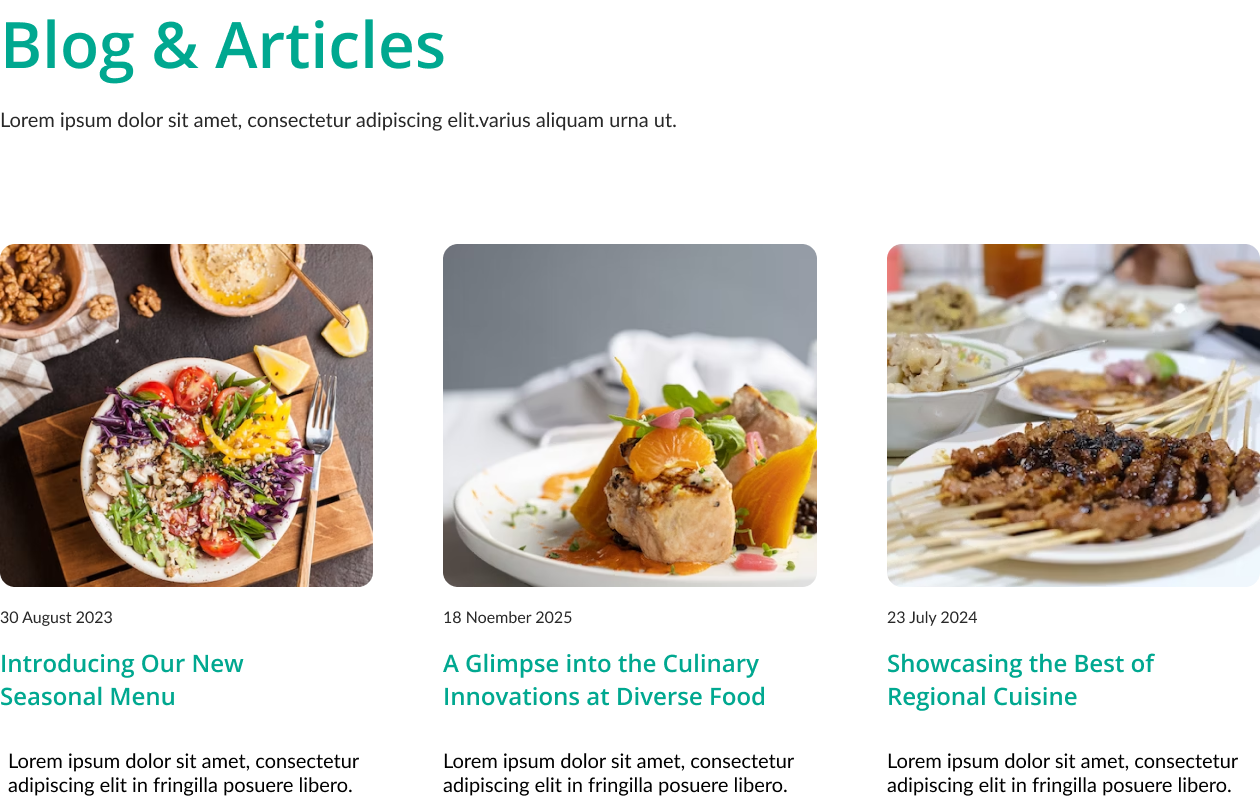 Blog & Articles
Lorem ipsum dolor sit amet, consectetur adipiscing elit.varius aliquam urna ut.
30 August 2023
Introducing Our New
Seasonal Menu
Lorem ipsum dolor sit amet, consectetur
adipiscing elit in fringilla posuere libero.
18 Noember 2025
A Glimpse into the Culinary
Innovations at Diverse Food
Lorem ipsum dolor sit amet, consectetur
adipiscing elit in fringilla posuere libero.
23 July 2024
Showcasing the Best of
Regional Cuisine
Lorem ipsum dolor sit amet, consectetur
adipiscing elit in fringilla posuere libero.